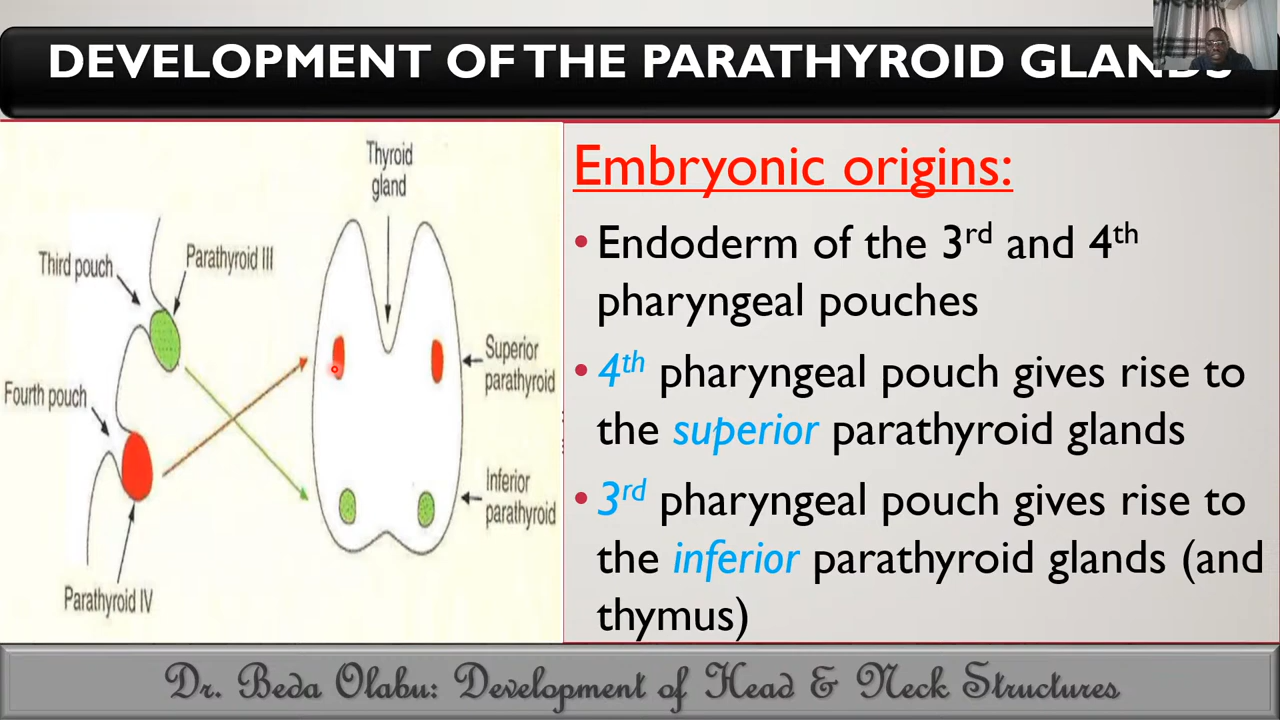 DEVELOPMENT OF THE PARATHYROID GLANDS
Thyroid
gland
Third pouch
Parathyroid III
Fourth pouch
Superior
parathyroid
Inferior
parathyroid
Parathyroid IV
Embryonic origins:
• Endoderm of the 3rd and 4th
pharyngeal pouches
• 4th pharyngeal pouch gives rise to
the superior parathyroid glands
• 3rd pharyngeal pouch gives rise to
the inferior parathyroid glands (and
thymus)
Dr. Beda Olabu: Development of Head & Neck Structures